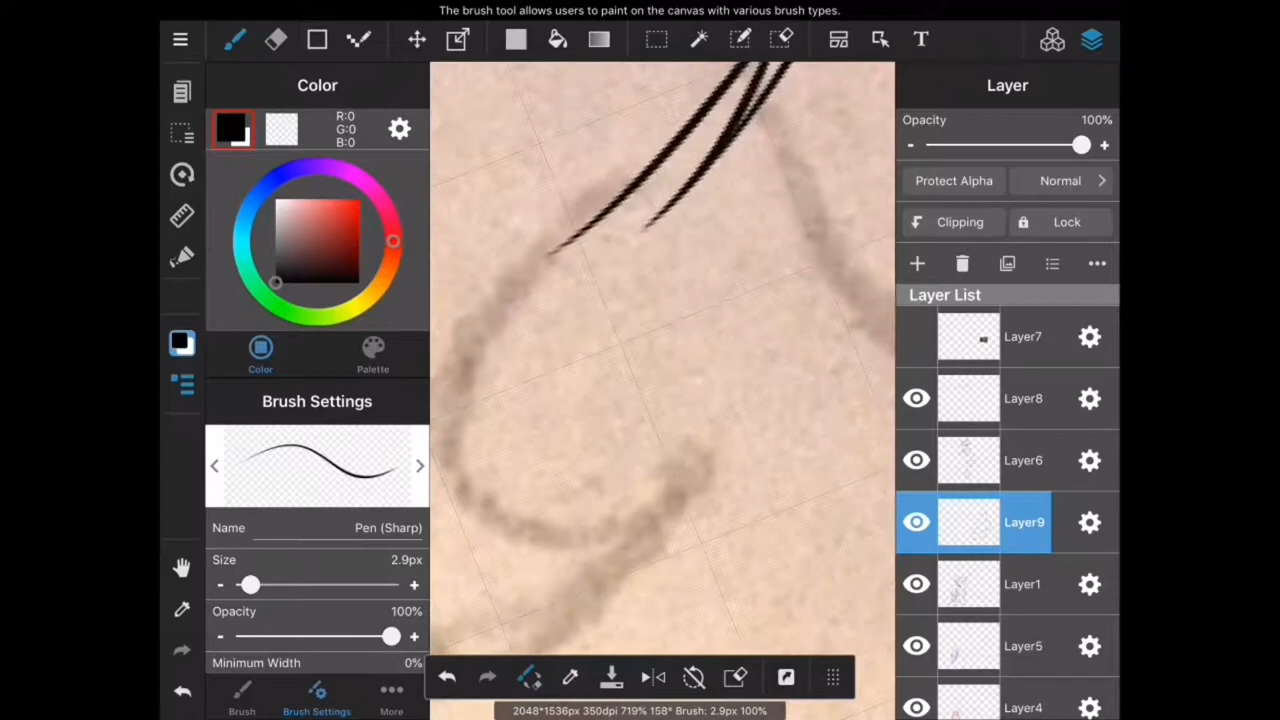 The brush tool allows users to paint on the canvas with various brush types.
T
Color
R:0
G:0
B:0
Color
Palette
Brush Settings
Name
Pen (Sharp)
Size
2.9px
-
+
Opacity
100%
-
+
Minimum Width
0%
Brush
Brush Settings
More
2048*1536px 350dpi 719% 158° Brush: 2.9px 100%
Layer
Opacity
100%
-
+
Protect Alpha
Normal
Clipping
Lock
Layer List
Layer7
Layer8
Layer6
Layer9
Layer1
Layer5
Layer4